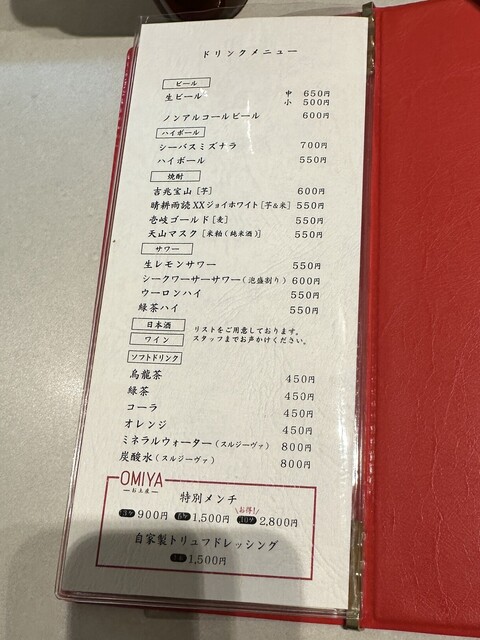 ドリンクメニュー
ビール
生ビール 中 650円
小 500円
ノンアルコールビール 600円
ハイボール
シーバスミズナラ 700円
ハイボール 550円
焼酎
吉兆宝山［芋］ 600円
晴耕雨読XXジョイホワイト［芋&米］ 550円
壱岐ゴールド［麦］ 550円
天山マスク［米粕（純米酒）］ 550円
サワー
生レモンサワー 550円
シークワーサーサワー（泡盛割り） 600円
ウーロンハイ 550円
緑茶ハイ 550円
日本酒
ワイン
リストをご用意しております。
スタッフまでお声かけください。
ソフトドリンク
烏龍茶 450円
緑茶 450円
コーラ 450円
オレンジ 450円
ミネラルウォーター（スルジーヴァ） 800円
炭酸水（スルジーヴァ） 800円
OMIYA
お土産
特別メンチ
お得!
900円 1,500円 10ケ 2,800円
自家製トリュフドレッシング
1,500円